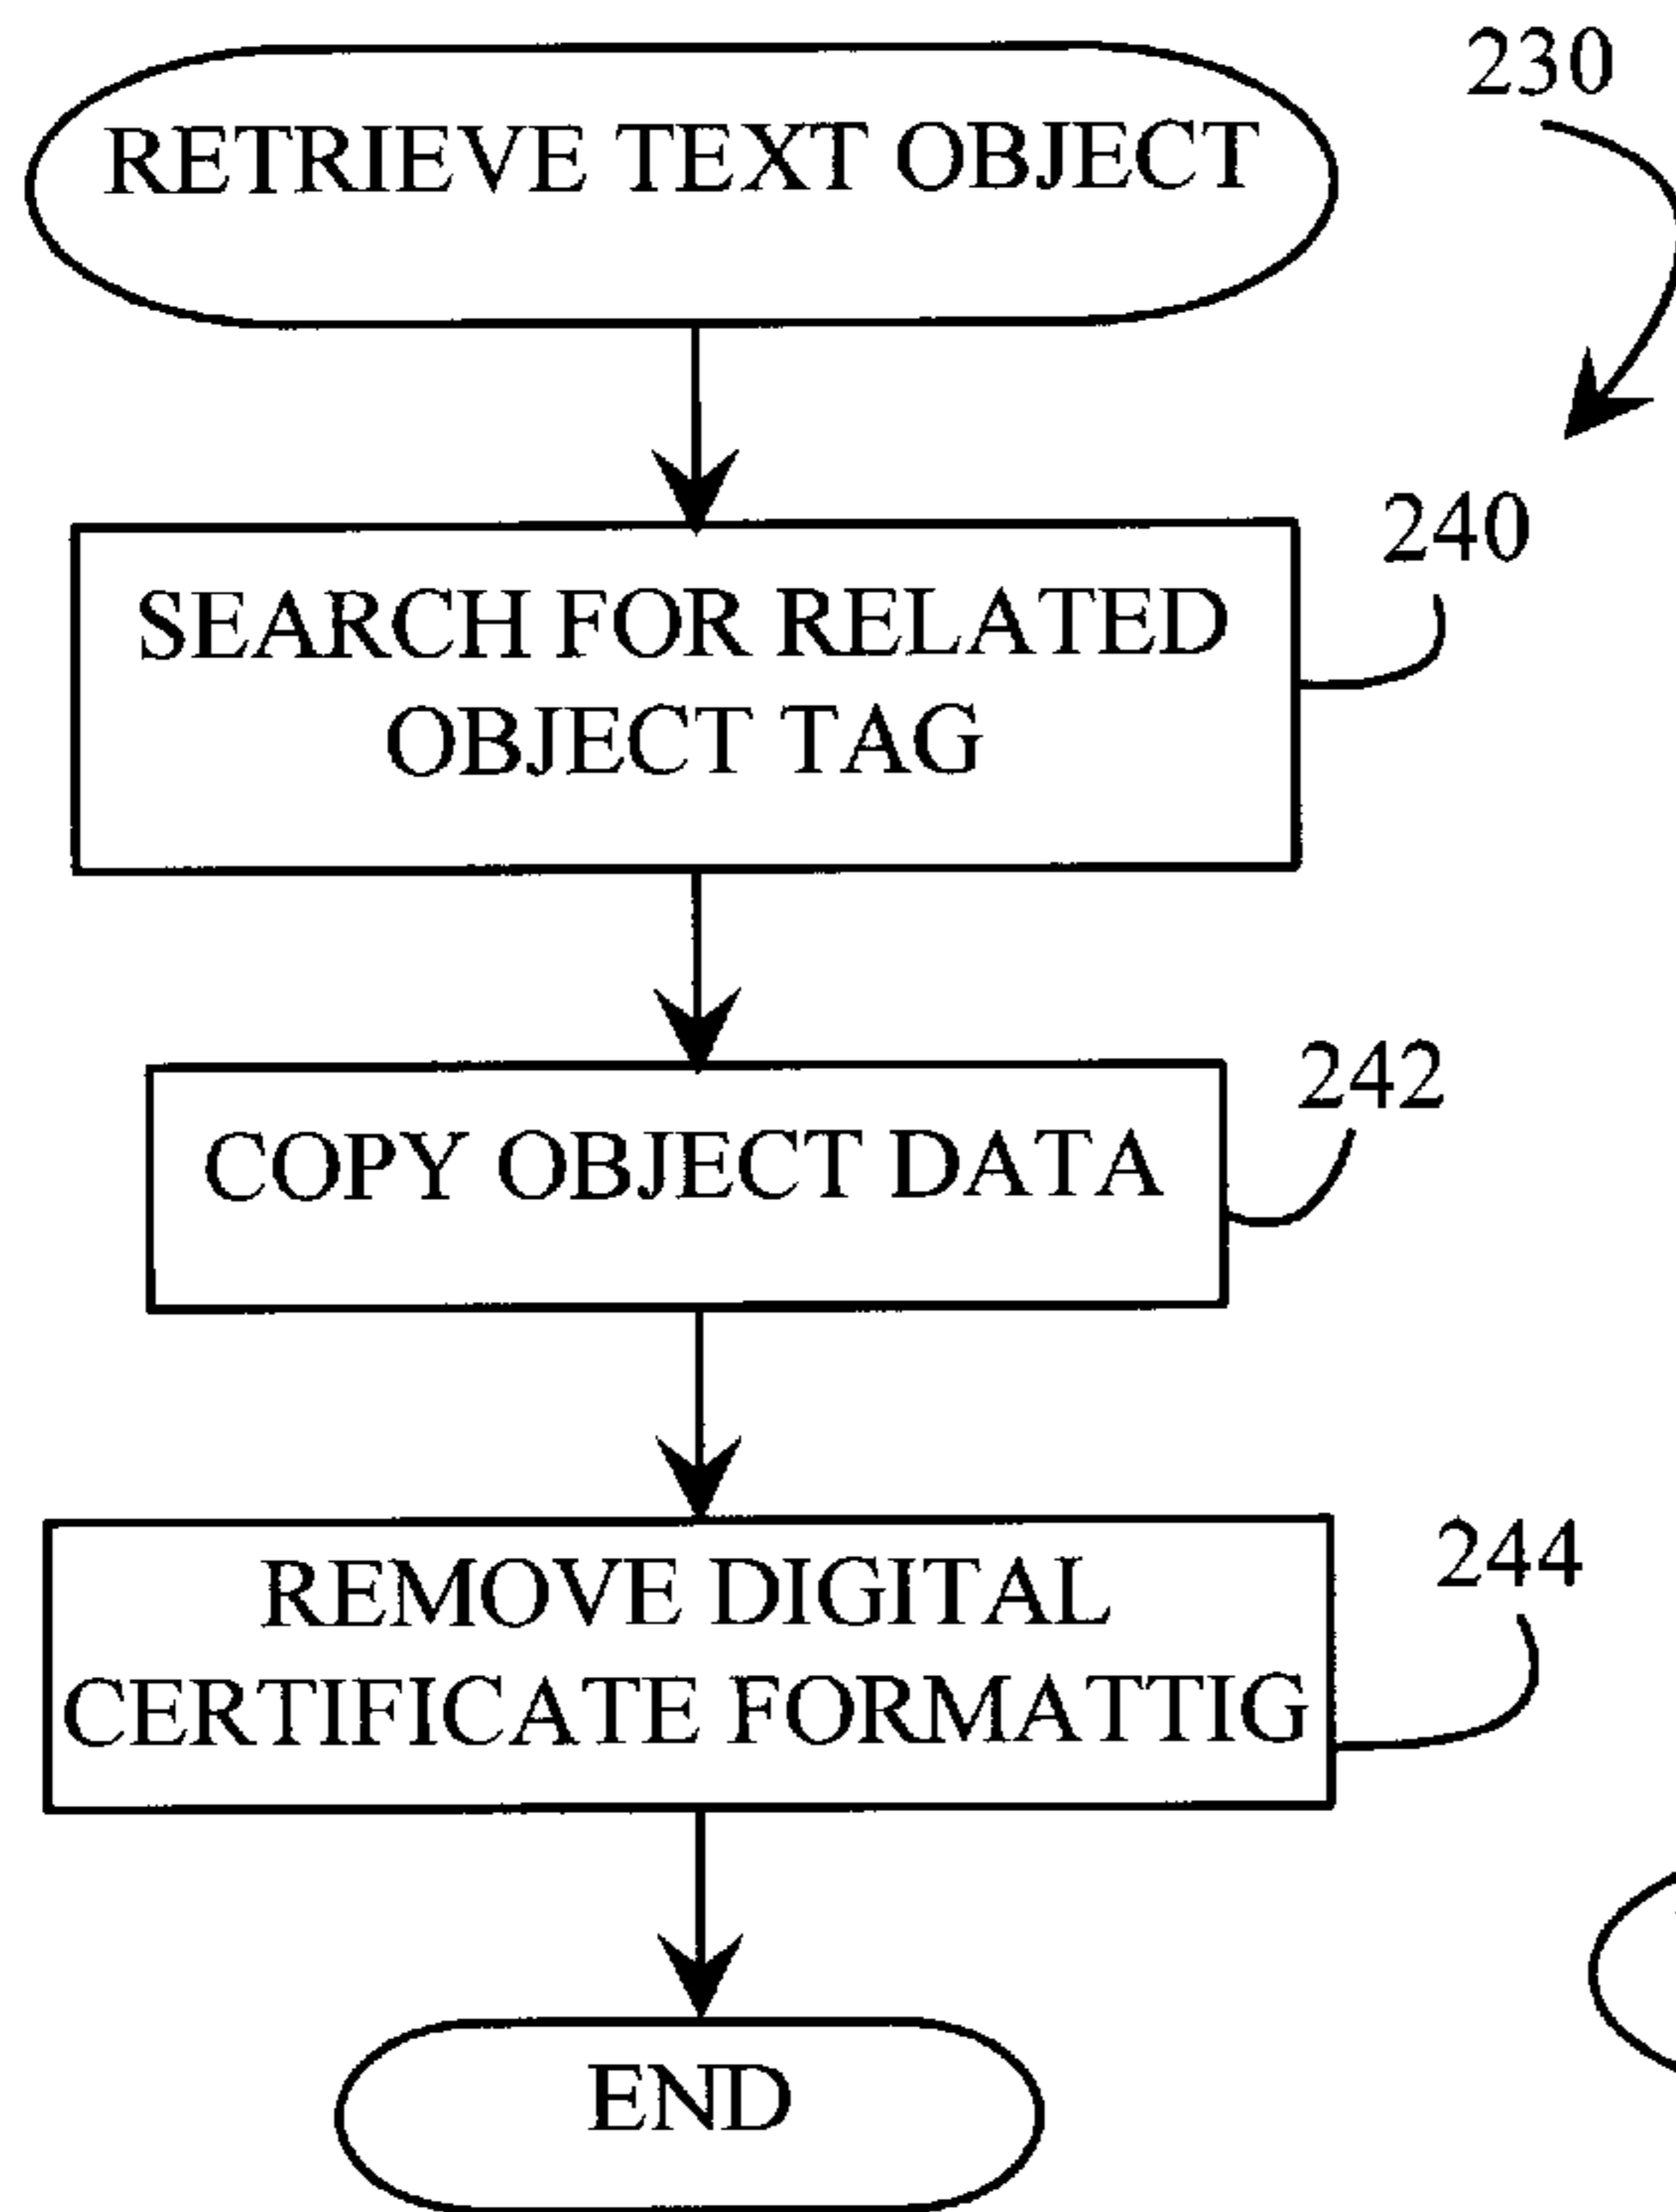 230
RETRIEVE TEXT OBJECT
240
SEARCH FOR RELATED
OBJECT TAG
242
COPY OBJECT DATA
244
REMOVE DIGITAL
CERTIFICATE FORMATTIG
END